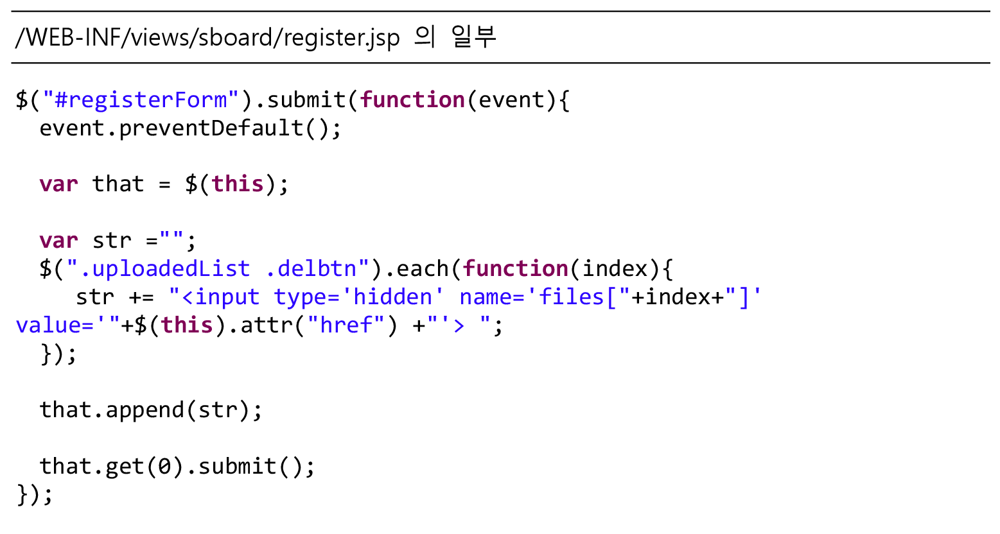 /WEB-INF/views/sboard/register.jsp 의 일부
$("#registerForm").submit(function(event){
event.preventDefault();
var that = $(this);
var str ="";
$(".uploadedList .delbtn").each(function(index){
str += "<input type='hidden' name='files["+index+"]'
value='"+$(this).attr("href") +"'> ";
});
that.append(str);
that.get(0).submit();
});